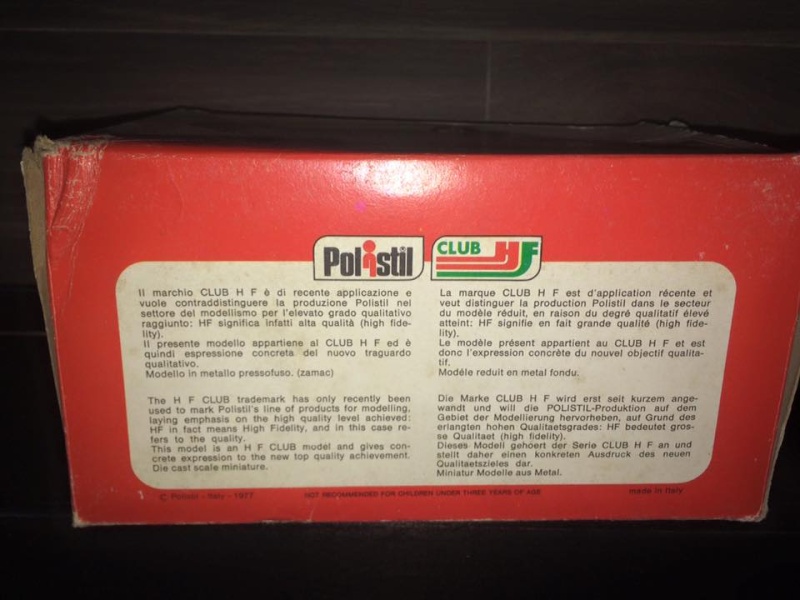 Polistil
CLUB HF
Il marchio CLUB H F è di recente applicazione e
vuole contraddistinguere la produzione Polistil nel
settore del modellismo per l'elevato grado qualitativo
raggiunto: HF significa infatti alta qualità (high fide-
lity).
Il presente modello appartiene al CLUB H F ed è
quindi espressione concreta del nuovo traguardo
qualitativo.
Modello in metallo pressofuso. (zamac)
La marque CLUB H F est d'application récente et
veut distinguer la production Polistil dans le secteur
du modèle réduit, en raison du degré qualitatif élevé
atteint: HF signifie en fait grande qualité (high fide-
lity).
Le modèle présent appartient au CLUB H F et est
donc l'expression concrète du nouvel objectif qualita-
tif.
Modéle reduit en metal fondu.
The H F CLUB trademark has only recently been
used to mark Polistil's line of products for modelling,
laying emphasis on the high quality level achieved:
HF in fact means High Fidelity, and in this case re-
fers to the quality.
This model is an H F CLUB model and gives con-
crete expression to the new top quality achievement.
Die cast scale miniature.
Die Marke CLUB H F wird erst seit kurzem ange-
wandt und will die POLISTIL-Produktion auf dem
Gebiet der Modellierung hervorheben, auf Grund des
erlangten hohen Qualitaetsgrades: HF bedeutet gros-
se Qualitaet (high fidelity).
Dieses Modell gehoert der Serie CLUB H F an und
stellt daher einen konkreten Ausdruck des neuen
Qualitaetszieles dar.
Miniatur Modelle aus Metal.
© Polistil - Italy - 1977
NOT RECOMMENDED FOR CHILDREN UNDER THREE YEARS OF AGE
made in Italy